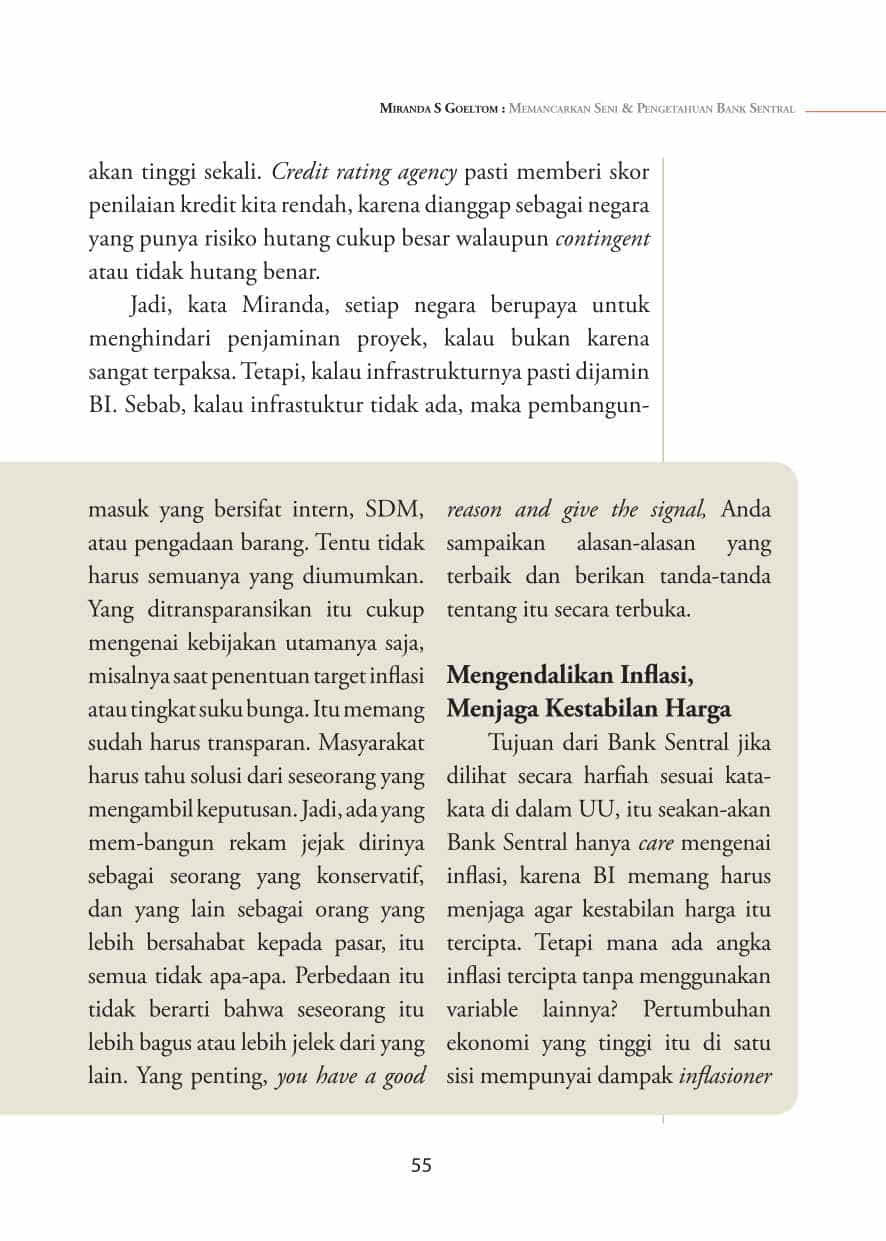 Miranda S Goeltom : Memancarkan Seni & Pengetahuan Bank Sentral
akan tinggi sekali. Credit rating agency pasti memberi skor
penilaian kredit kita rendah, karena dianggap sebagai negara
yang punya risiko hutang cukup besar walaupun contingent
atau tidak hutang benar.
Jadi, kata Miranda, setiap negara berupaya untuk
menghindari penjaminan proyek, kalau bukan karena
sangat terpaksa. Tetapi, kalau infrastrukturnya pasti dijamin
BI. Sebab, kalau infrastuktur tidak ada, maka pembangun-
masuk yang bersifat intern, SDM,
atau pengadaan barang. Tentu tidak
harus semuanya yang diumumkan.
Yang ditransparansikan itu cukup
mengenai kebijakan utamanya saja,
misalnya saat penentuan target inflasi
atau tingkat suku bunga. Itu memang
sudah harus transparan. Masyarakat
harus tahu solusi dari seseorang yang
mengambil keputusan. Jadi, ada yang
mem-bangun rekam jejak dirinya
sebagai seorang yang konservatif,
dan yang lain sebagai orang yang
lebih bersahabat kepada pasar, itu
semua tidak apa-apa. Perbedaan itu
tidak berarti bahwa seseorang itu
lebih bagus atau lebih jelek dari yang
lain. Yang penting, you have a good
reason and give the signal, Anda
sampaikan alasan-alasan yang
terbaik dan berikan tanda-tanda
tentang itu secara terbuka.
Mengendalikan Inflasi,
Menjaga Kestabilan Harga
Tujuan dari Bank Sentral jika
dilihat secara harfiah sesuai kata-
kata di dalam UU, itu seakan-akan
Bank Sentral hanya care mengenai
inflasi, karena BI memang harus
menjaga agar kestabilan harga itu
tercipta. Tetapi mana ada angka
inflasi tercipta tanpa menggunakan
variable lainnya? Pertumbuhan
ekonomi yang tinggi itu di satu
sisi mempunyai dampak inflasioner
55